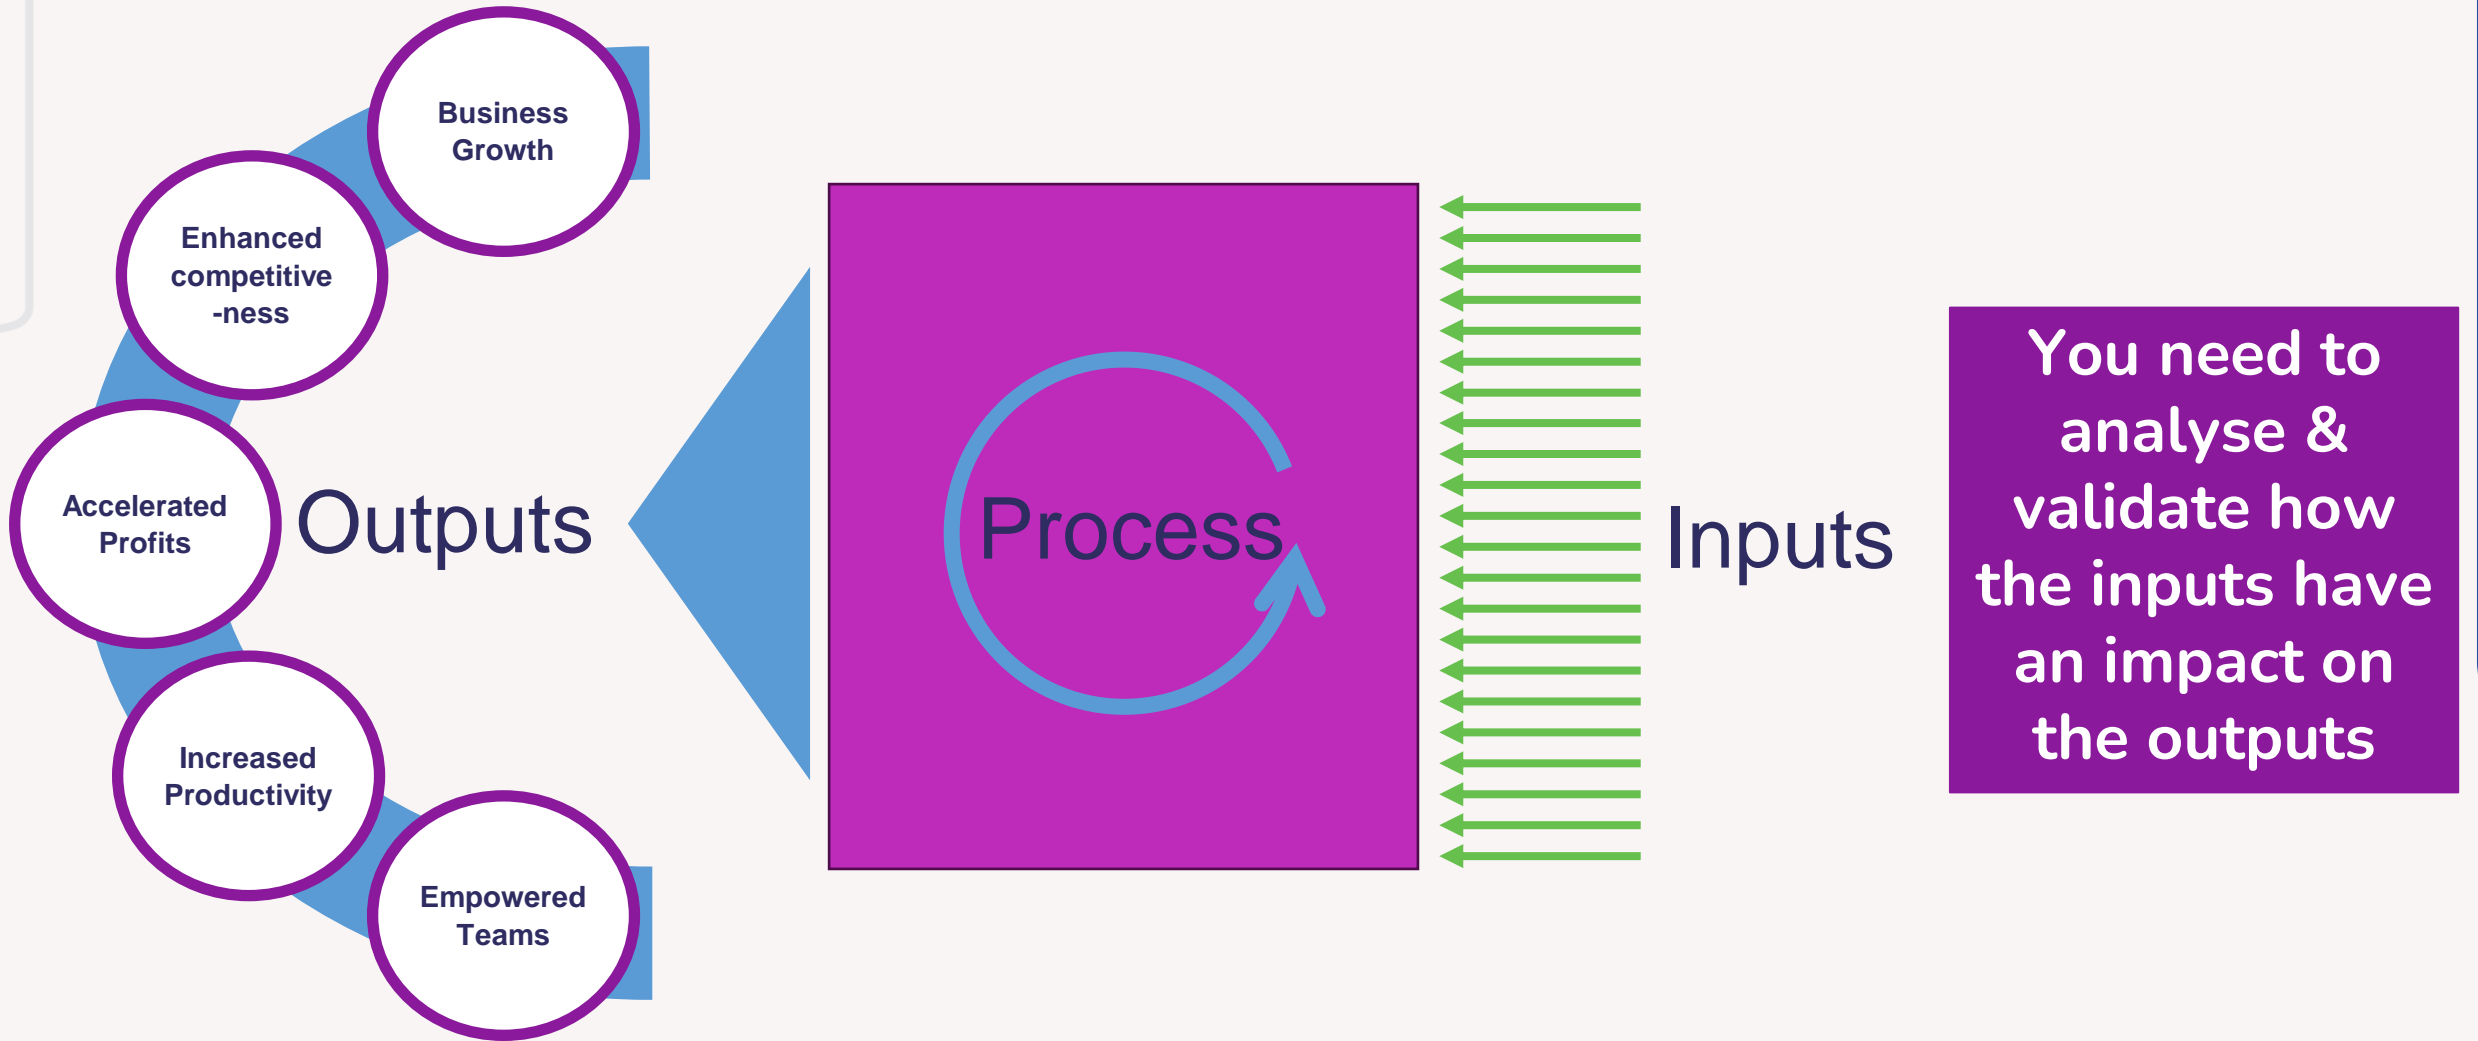 Business
Growth
Enhanced
competitive
-ness
Accelerated
Profits
Increased
Productivity
Empowered
Teams
Outputs
Process
Inputs
You need to
analyse &
validate how
the inputs have
an impact on
the outputs